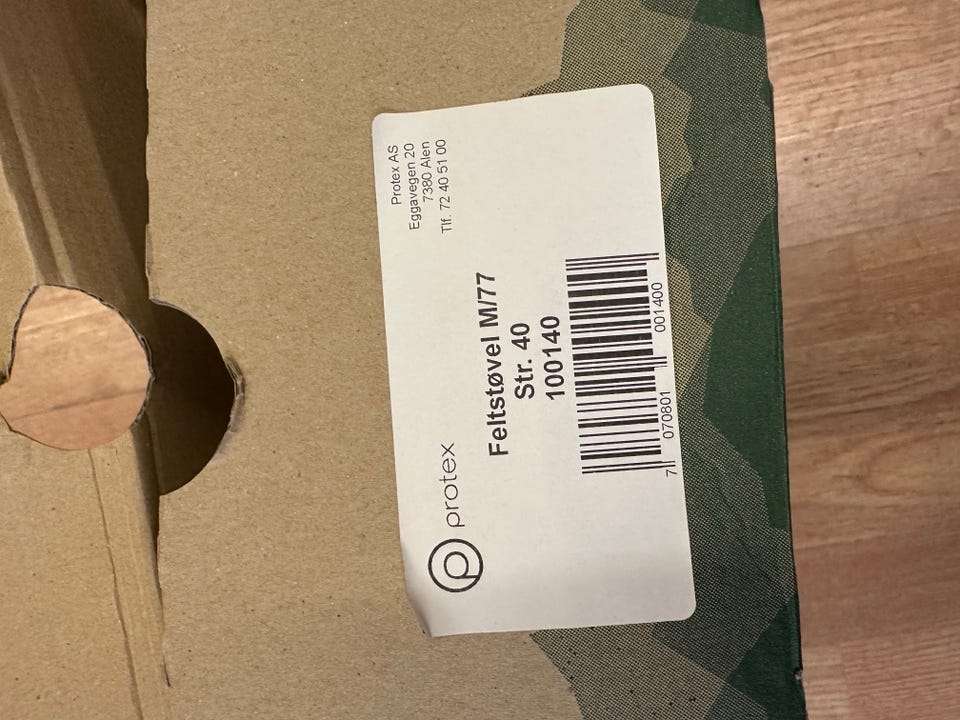 Protex AS
Eggavegen 20
7380 Ålen
Tlf. 72 40 51 00
protex
Feltstøvel M/77
Str. 40
100140
7 070801 001400